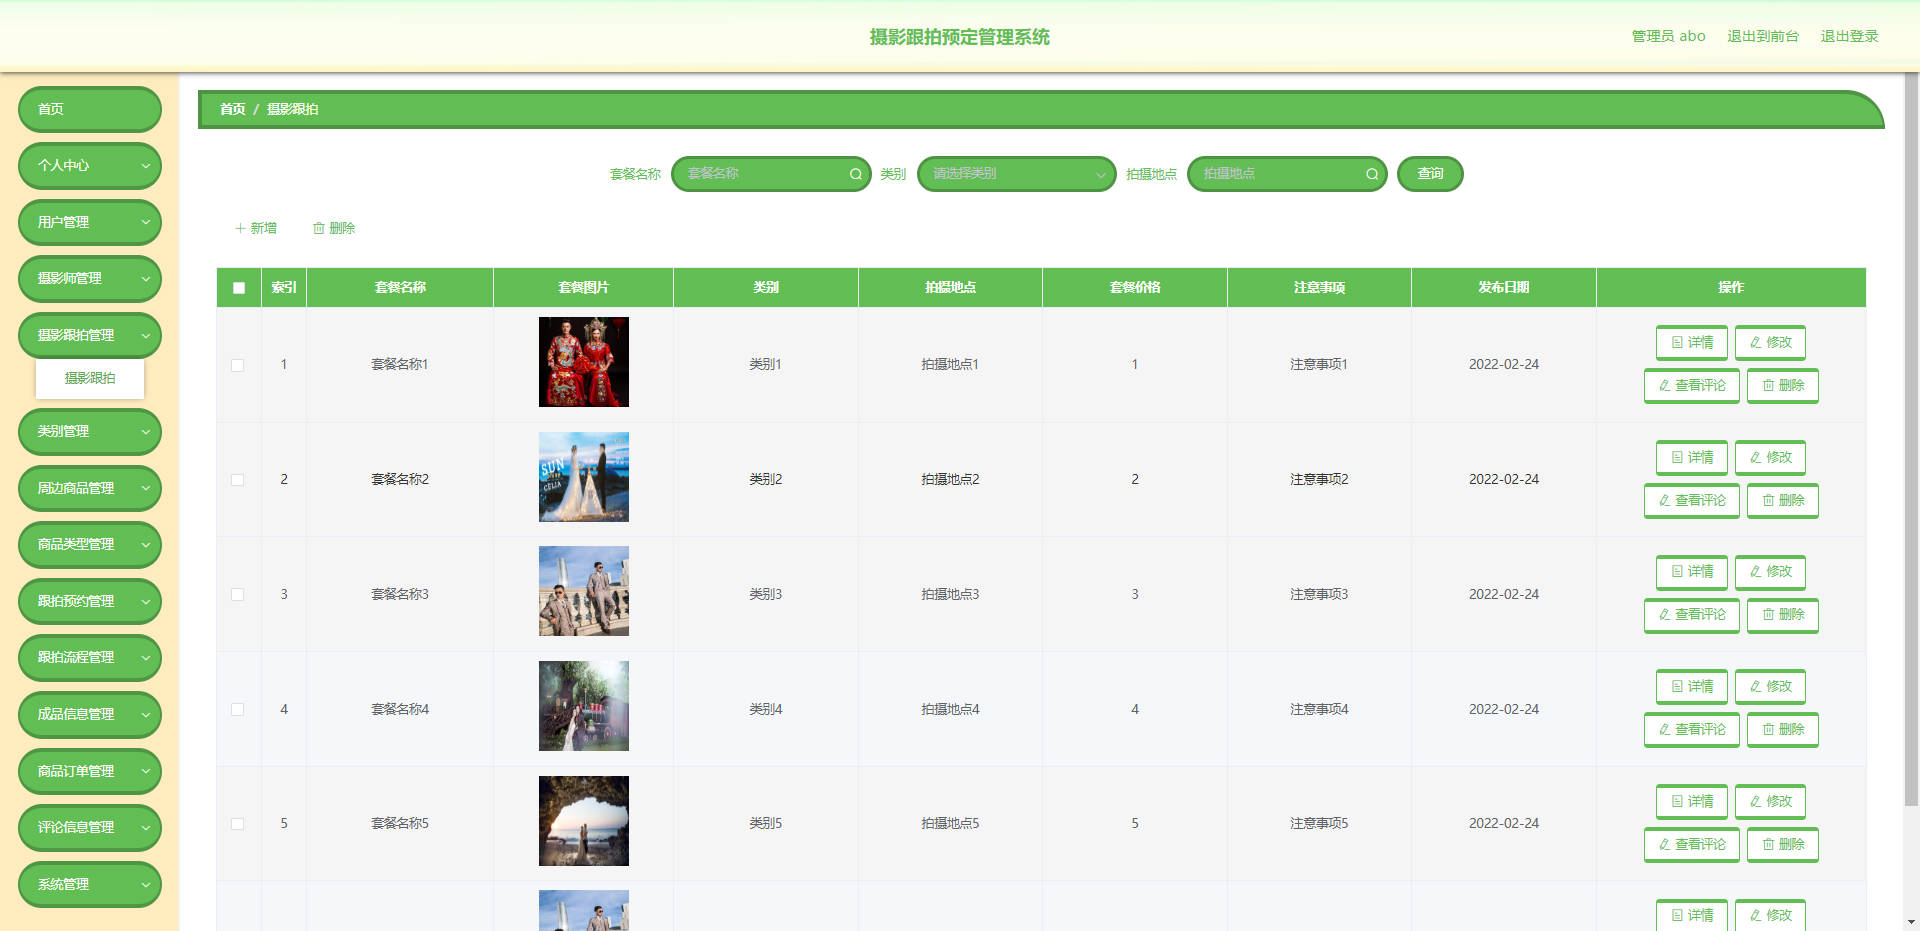 摄影跟拍预定管理系统
管理员 abo 退出到前台 退出登录
首页
个人中心
用户管理
摄影师管理
摄影跟拍管理
摄影跟拍
类别管理
周边商品管理
商品类型管理
跟拍预约管理
跟拍流程管理
成品信息管理
商品订单管理
评论信息管理
系统管理
首页 / 摄影跟拍
套餐名称 套餐名称 类别 请选择类别 拍摄地点 拍摄地点 查询
新增 删除
索引 套餐名称 套餐图片 类别 拍摄地点 套餐价格 注意事项 发布日期 操作
1 套餐名称1 类别1 拍摄地点1 1 注意事项1 2022-02-24 详情 修改
查看评论 删除
SUN
CELIA
2 套餐名称2 类别2 拍摄地点2 2 注意事项2 2022-02-24 详情 修改
查看评论 删除
3 套餐名称3 类别3 拍摄地点3 3 注意事项3 2022-02-24 详情 修改
查看评论 删除
4 套餐名称4 类别4 拍摄地点4 4 注意事项4 2022-02-24 详情 修改
查看评论 删除
5 套餐名称5 类别5 拍摄地点5 5 注意事项5 2022-02-24 详情 修改
查看评论 删除
详情 修改